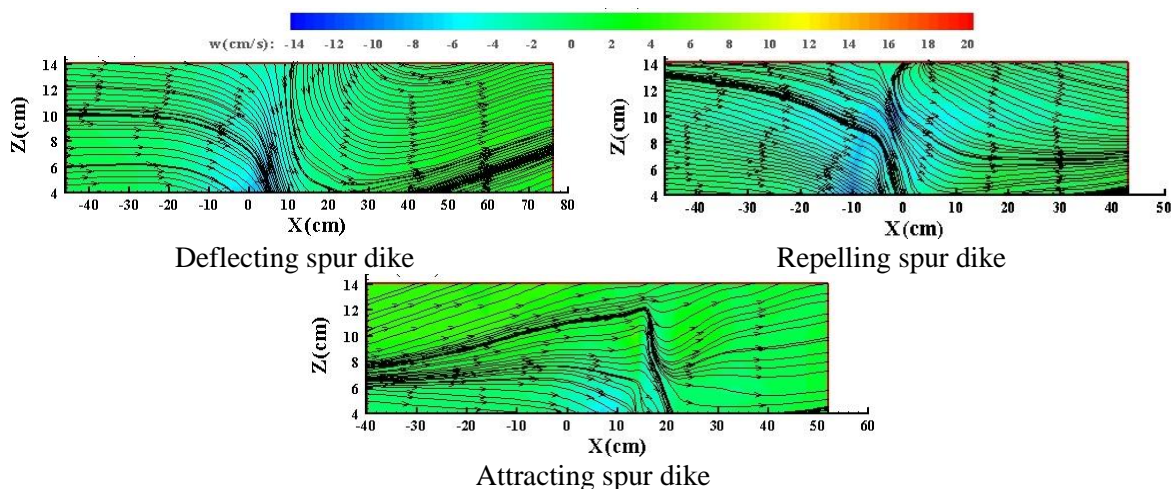 w(cm/s): -14 -12 -10 -8 -6 -4 -2 0 2 4 6 8 10 12 14 16 18 20
14 12 10 8 6 4
Z(cm)
-40 -30 -20 -10 0 10 20 30 40 50 60 70 80
X(cm)
Deflecting spur dike
14 12 10 8 6 4
Z(cm)
-40 -30 -20 -10 0 10 20 30 40 50
X(cm)
Repelling spur dike
14 12 10 8 6 4
Z(cm)
-40 -30 -20 -10 0 10 20 30 40 50 60
X(cm)
Attracting spur dike